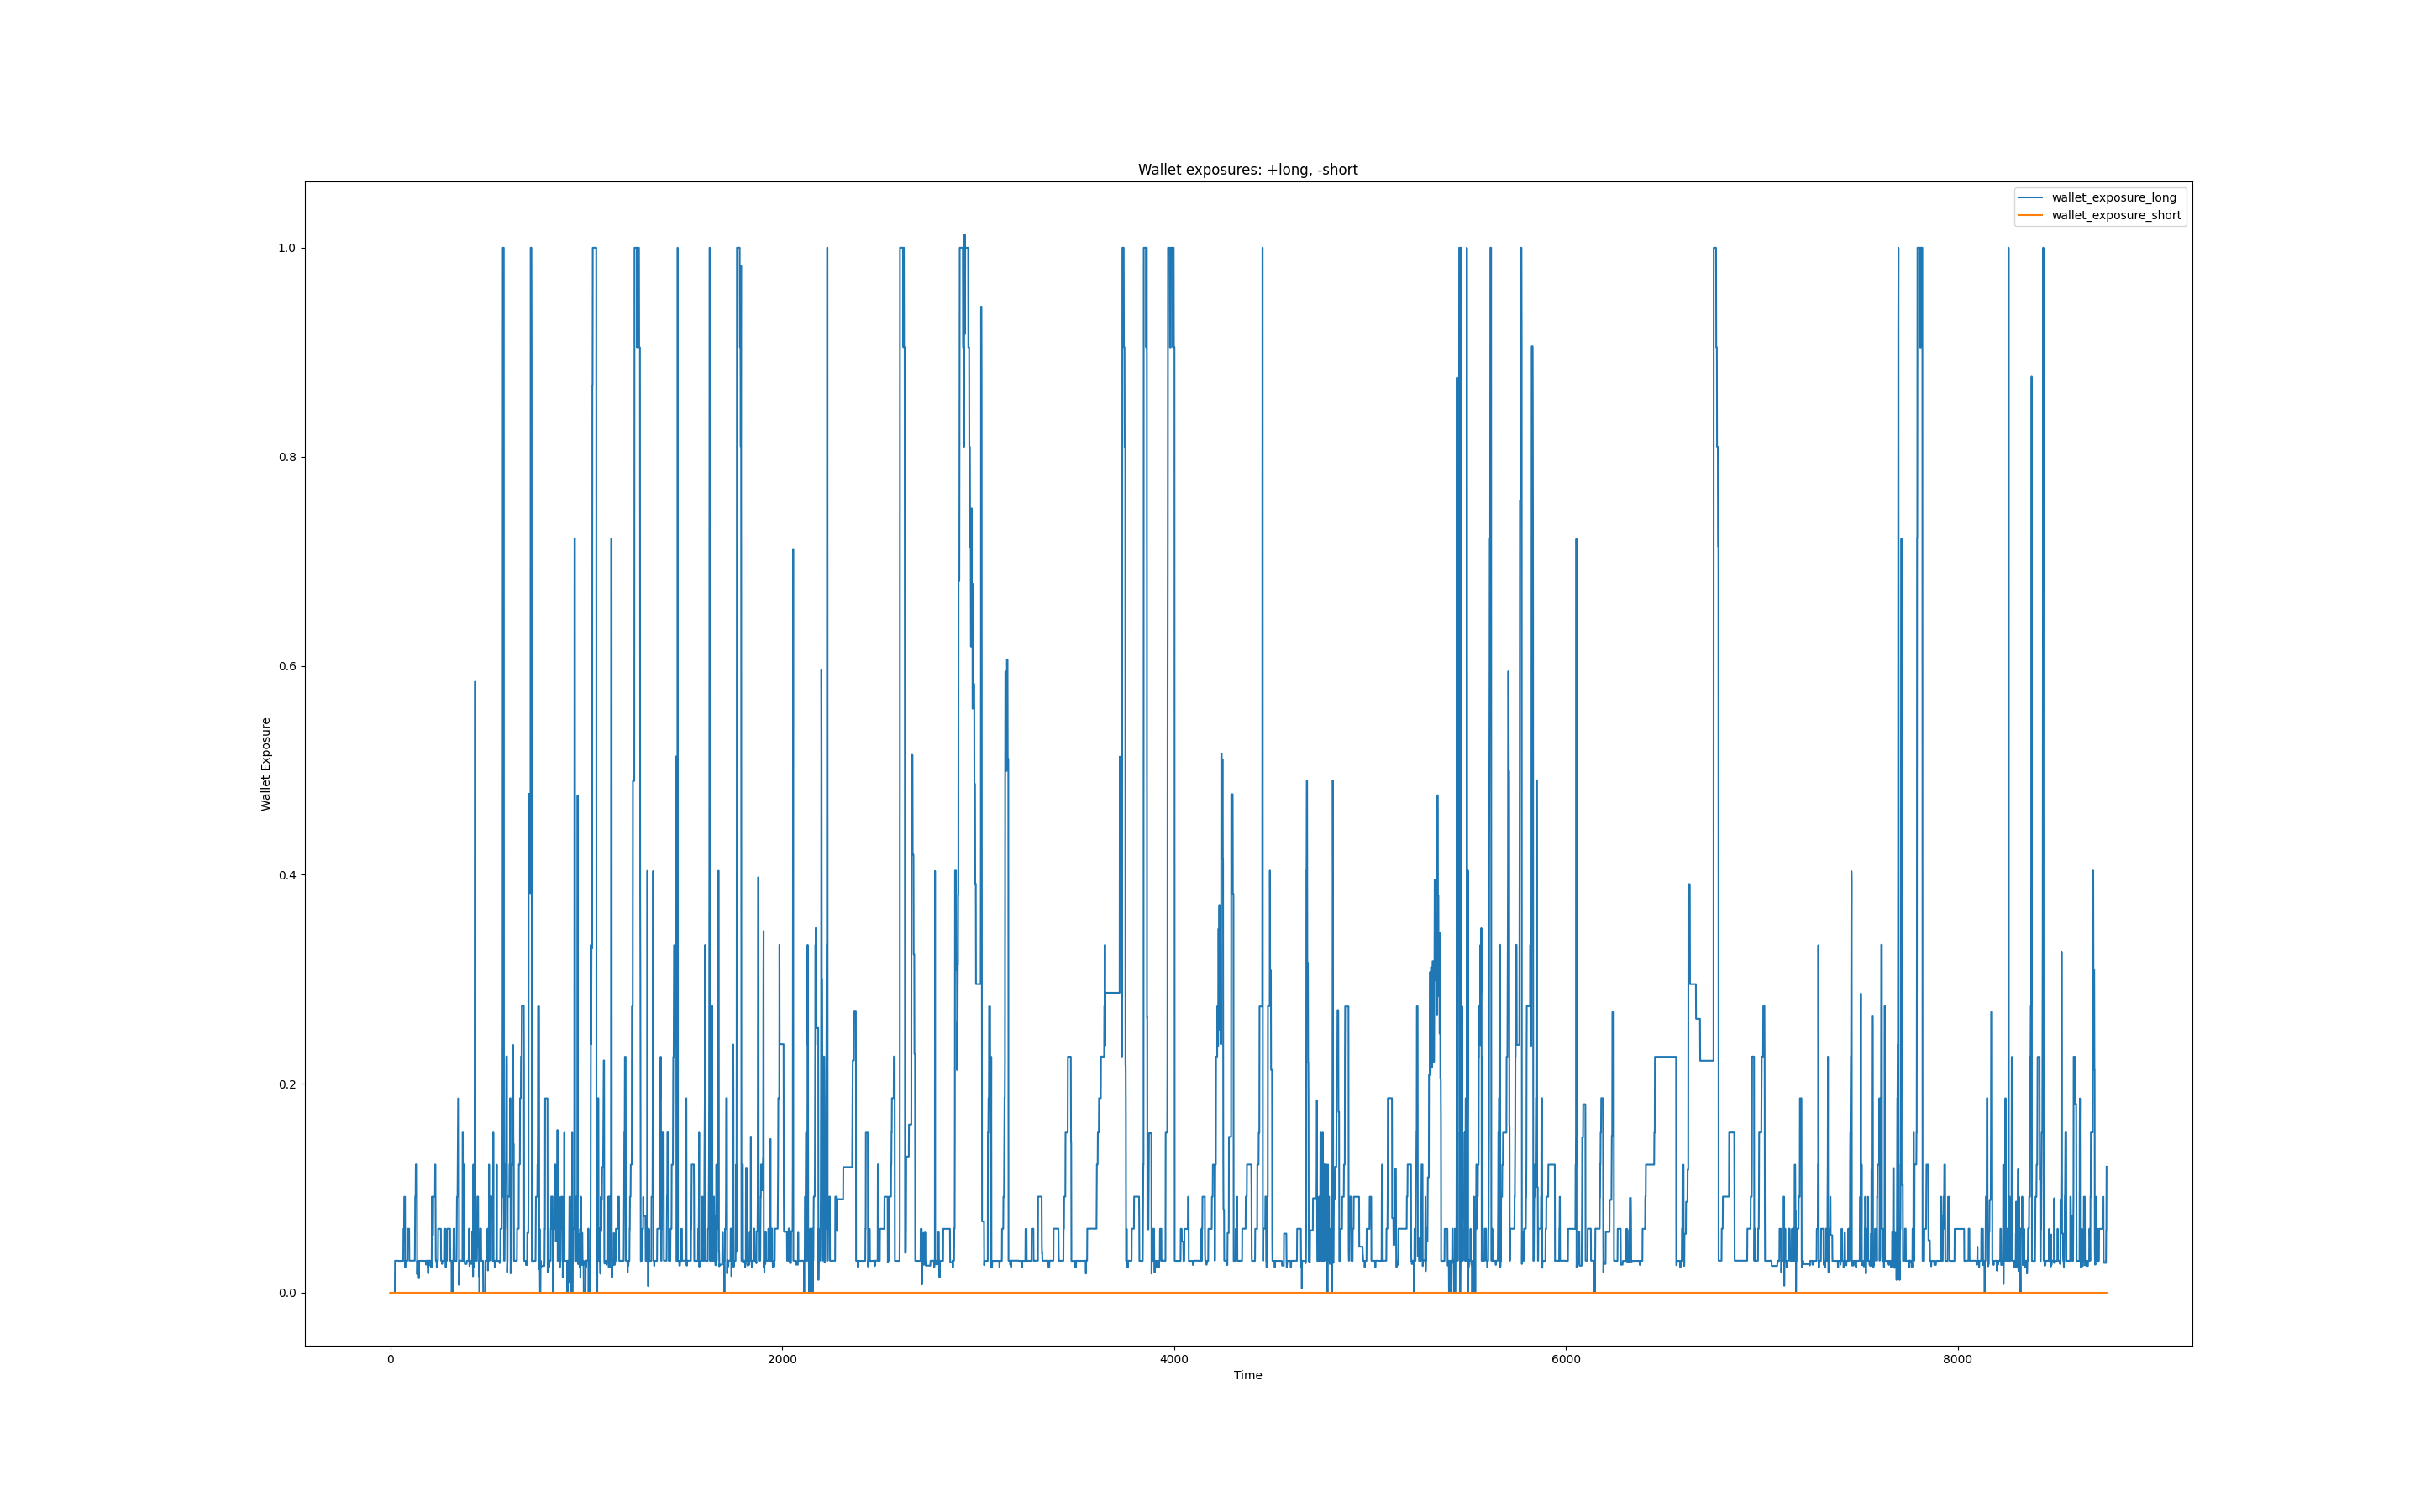 Wallet exposures: +long, -short
wallet_exposure_long
wallet_exposure_short
1.0
0.8
0.6
0.4
0.2
0.0
Wallet Exposure
0 2000 4000 6000 8000
Time